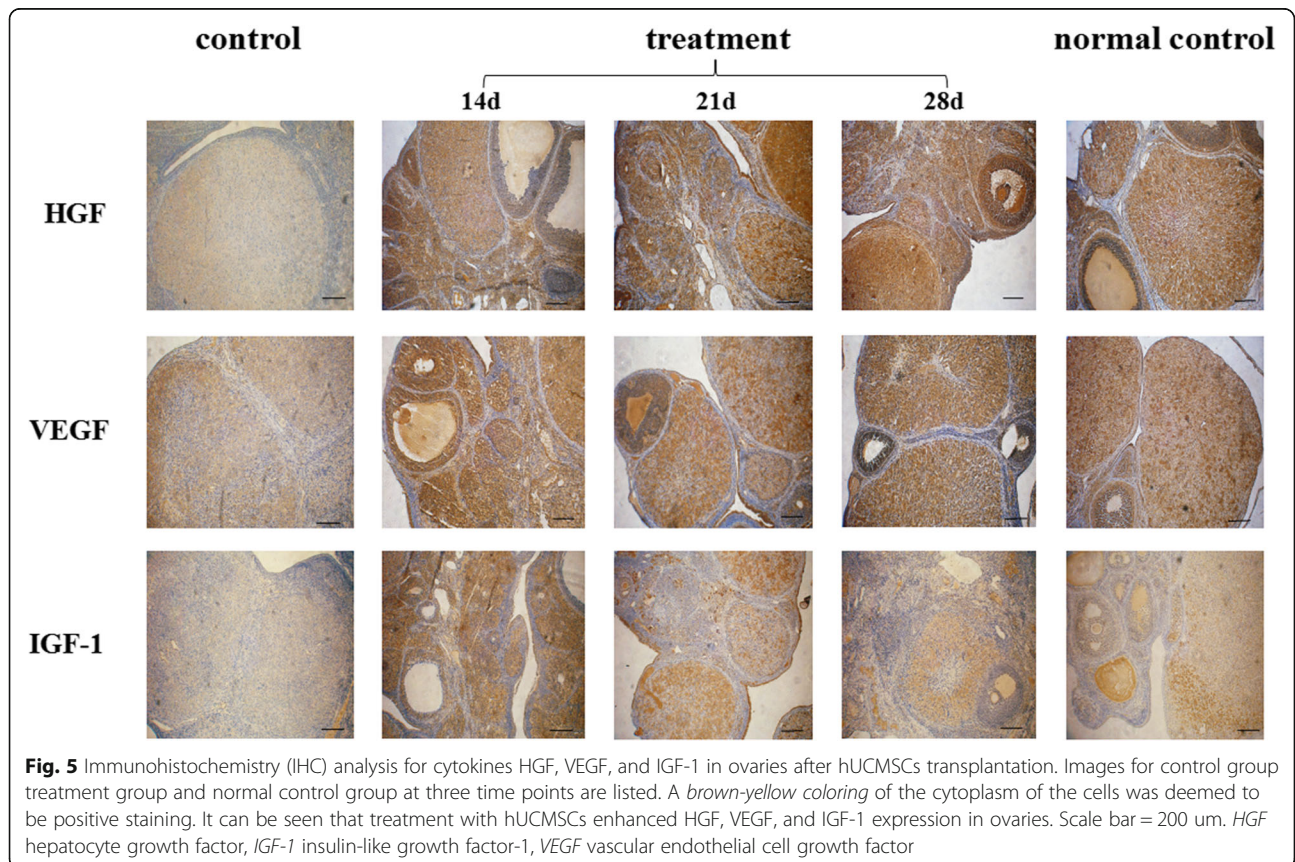 control
treatment
normal control
14d
21d
28d
HGF
VEGF
IGF-1
Fig. 5 Immunohistochemistry (IHC) analysis for cytokines HGF, VEGF, and IGF-1 in ovaries after hUCMSCs transplantation. Images for control group
treatment group and normal control group at three time points are listed. A brown-yellow coloring of the cytoplasm of the cells was deemed to
be positive staining. It can be seen that treatment with hUCMSCs enhanced HGF, VEGF, and IGF-1 expression in ovaries. Scale bar = 200 um. HGF
hepatocyte growth factor, IGF-1 insulin-like growth factor-1, VEGF vascular endothelial cell growth factor